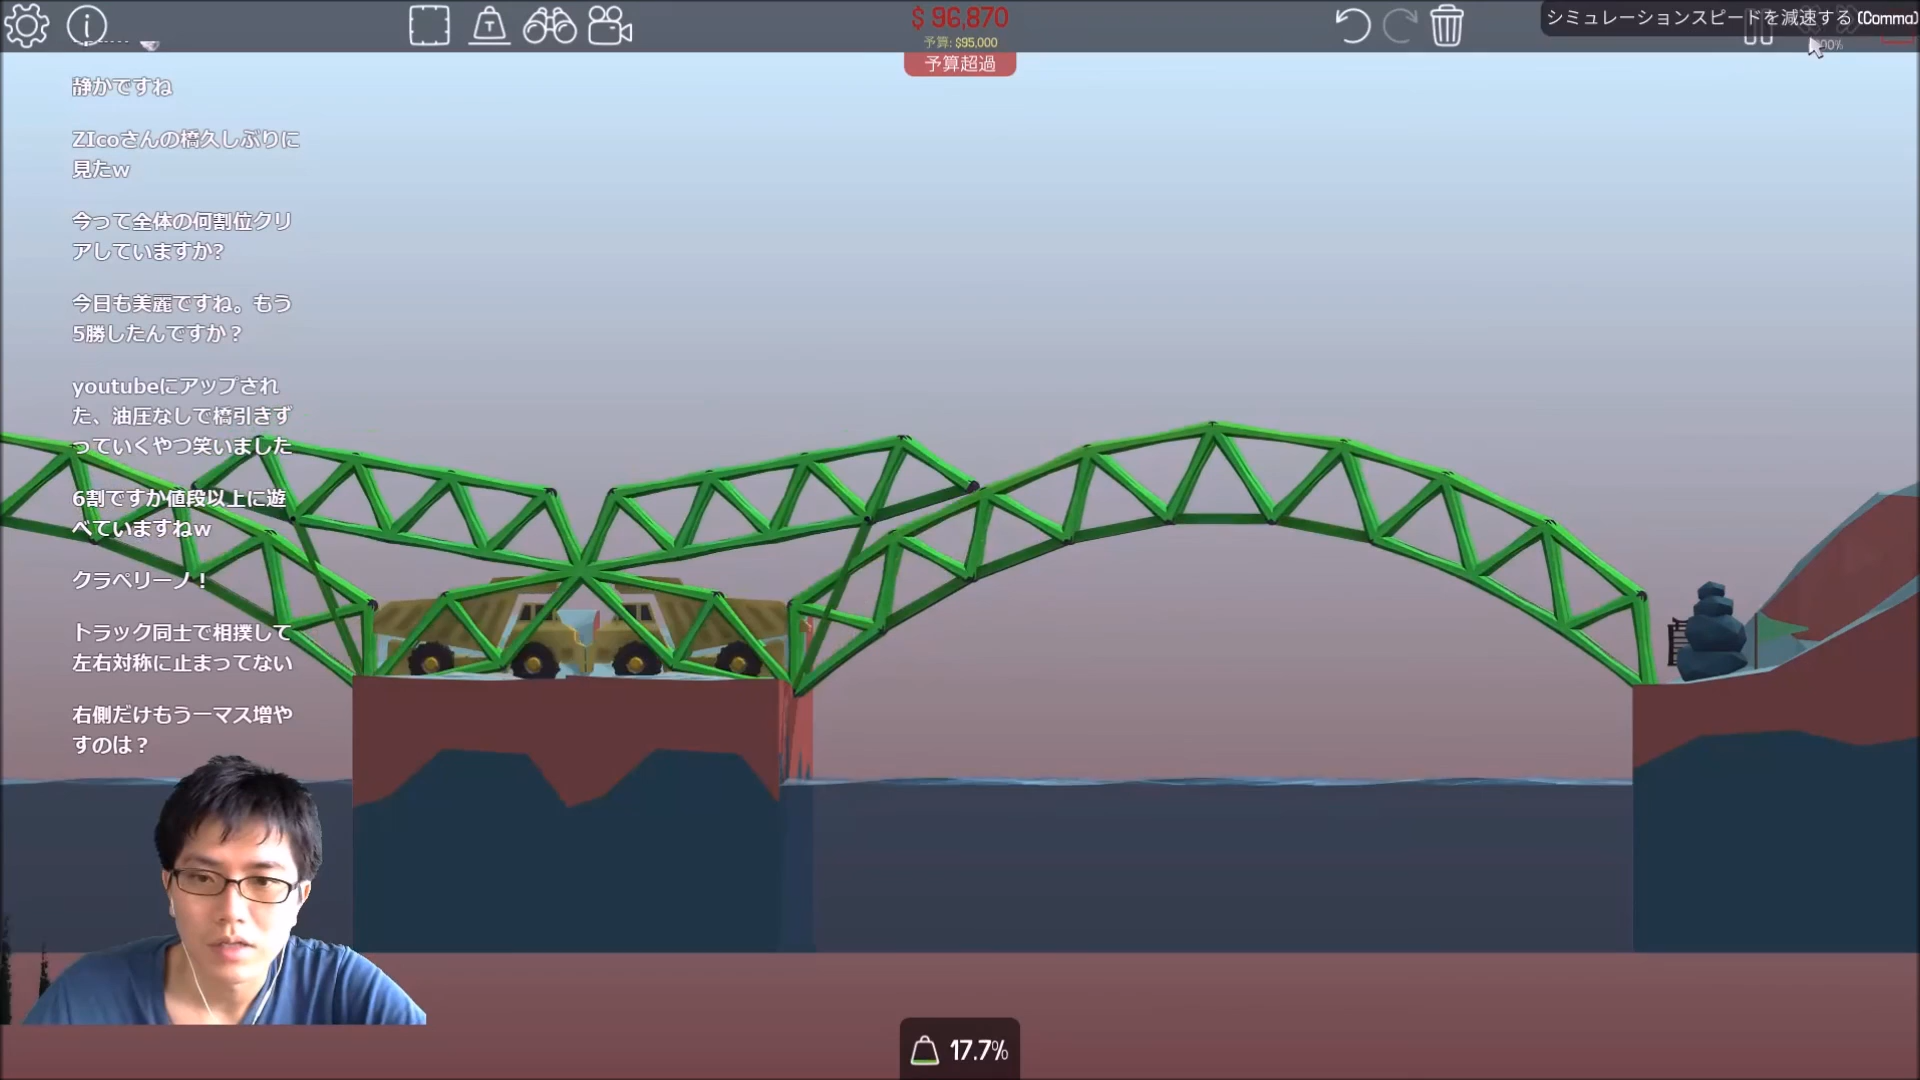 $ 96,870
予算: $95,000
予算超過
シミュレーションスピードを減速する (Comma)
静かですね
ZIcoさんの橋久しぶりに
見たw
今って全体の何割位クリ
アしていますか?
今日も美麗ですね。もう
5勝したんですか？
youtubeにアップされ
た、油圧なしで橋引きず
っていくやつ笑いました
6割ですか値段以上に遊
べていますねw
クラペリーノ！
トラック同士で相撲して
左右対称に止まってない
右側だけもう一マス増や
すのは？
17.7%